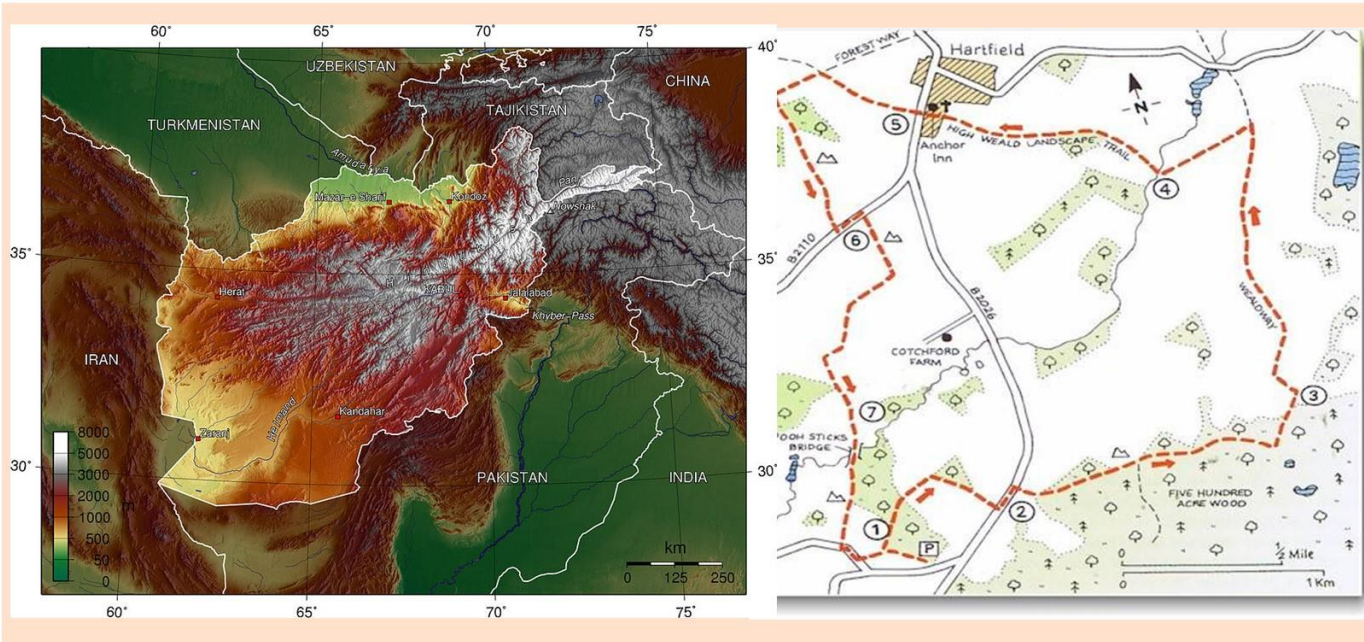 60°
65°
70°
75°
40°
UZBEKISTAN
CHINA
TAJIKISTAN
TURKMENISTAN
Amudarya
Mazar-e Sharif
Kondoz
Panj
Nowshak
35°
35°
Herat
KABUL
Jalalabad
Khyber-Pass
IRAN
Kandahar
Helmand
Zaranj
8000
5000
3000
2000
1000
500
50
0
m
30°
30°
PAKISTAN
INDIA
km
0 125 250
60°
65°
70°
75°
FOREST WAY
Hartfield
N
5
HIGH WEALD LANDSCAPE TRAIL
Anchor
Inn
4
B2110
6
WEALDWAY
B2026
COTCHFORD
FARM
3
7
POOH STICKS
BRIDGE
FIVE HUNDRED
ACRE WOOD
2
1
P
0 ½ Mile
0 1 Km